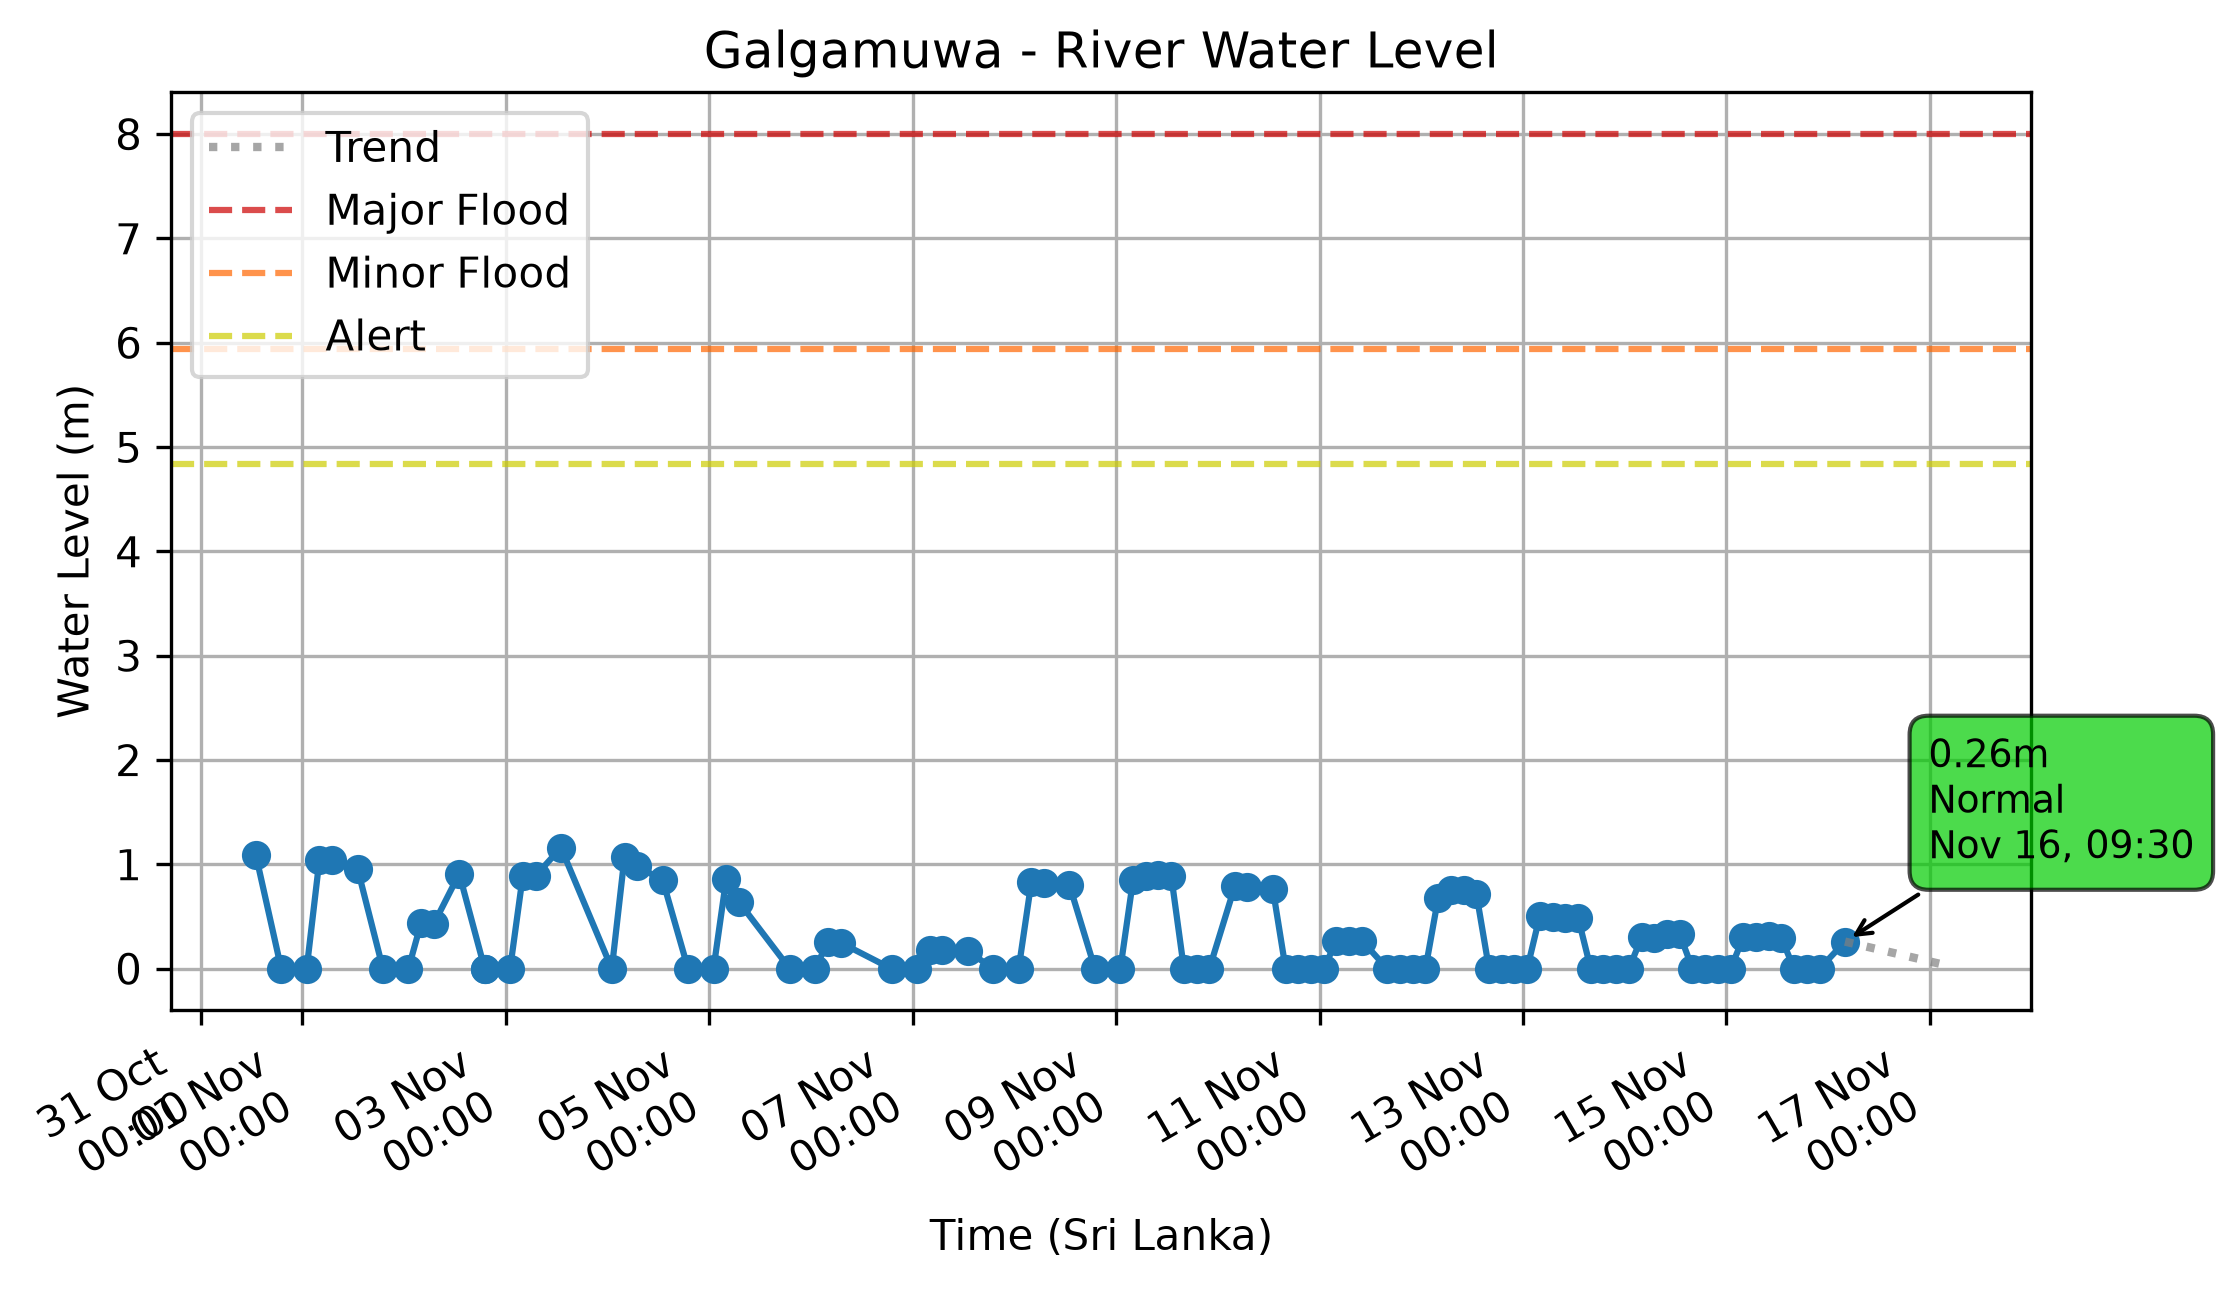 Galgamuwa - River Water Level
Trend
Major Flood
Minor Flood
Alert
Water Level (m)
8
7
6
5
4
3
2
1
0
0.26m
Normal
Nov 16, 09:30
31 Oct
00:00
01 Nov
00:00
03 Nov
00:00
05 Nov
00:00
07 Nov
00:00
09 Nov
00:00
11 Nov
00:00
13 Nov
00:00
15 Nov
00:00
17 Nov
00:00
Time (Sri Lanka)